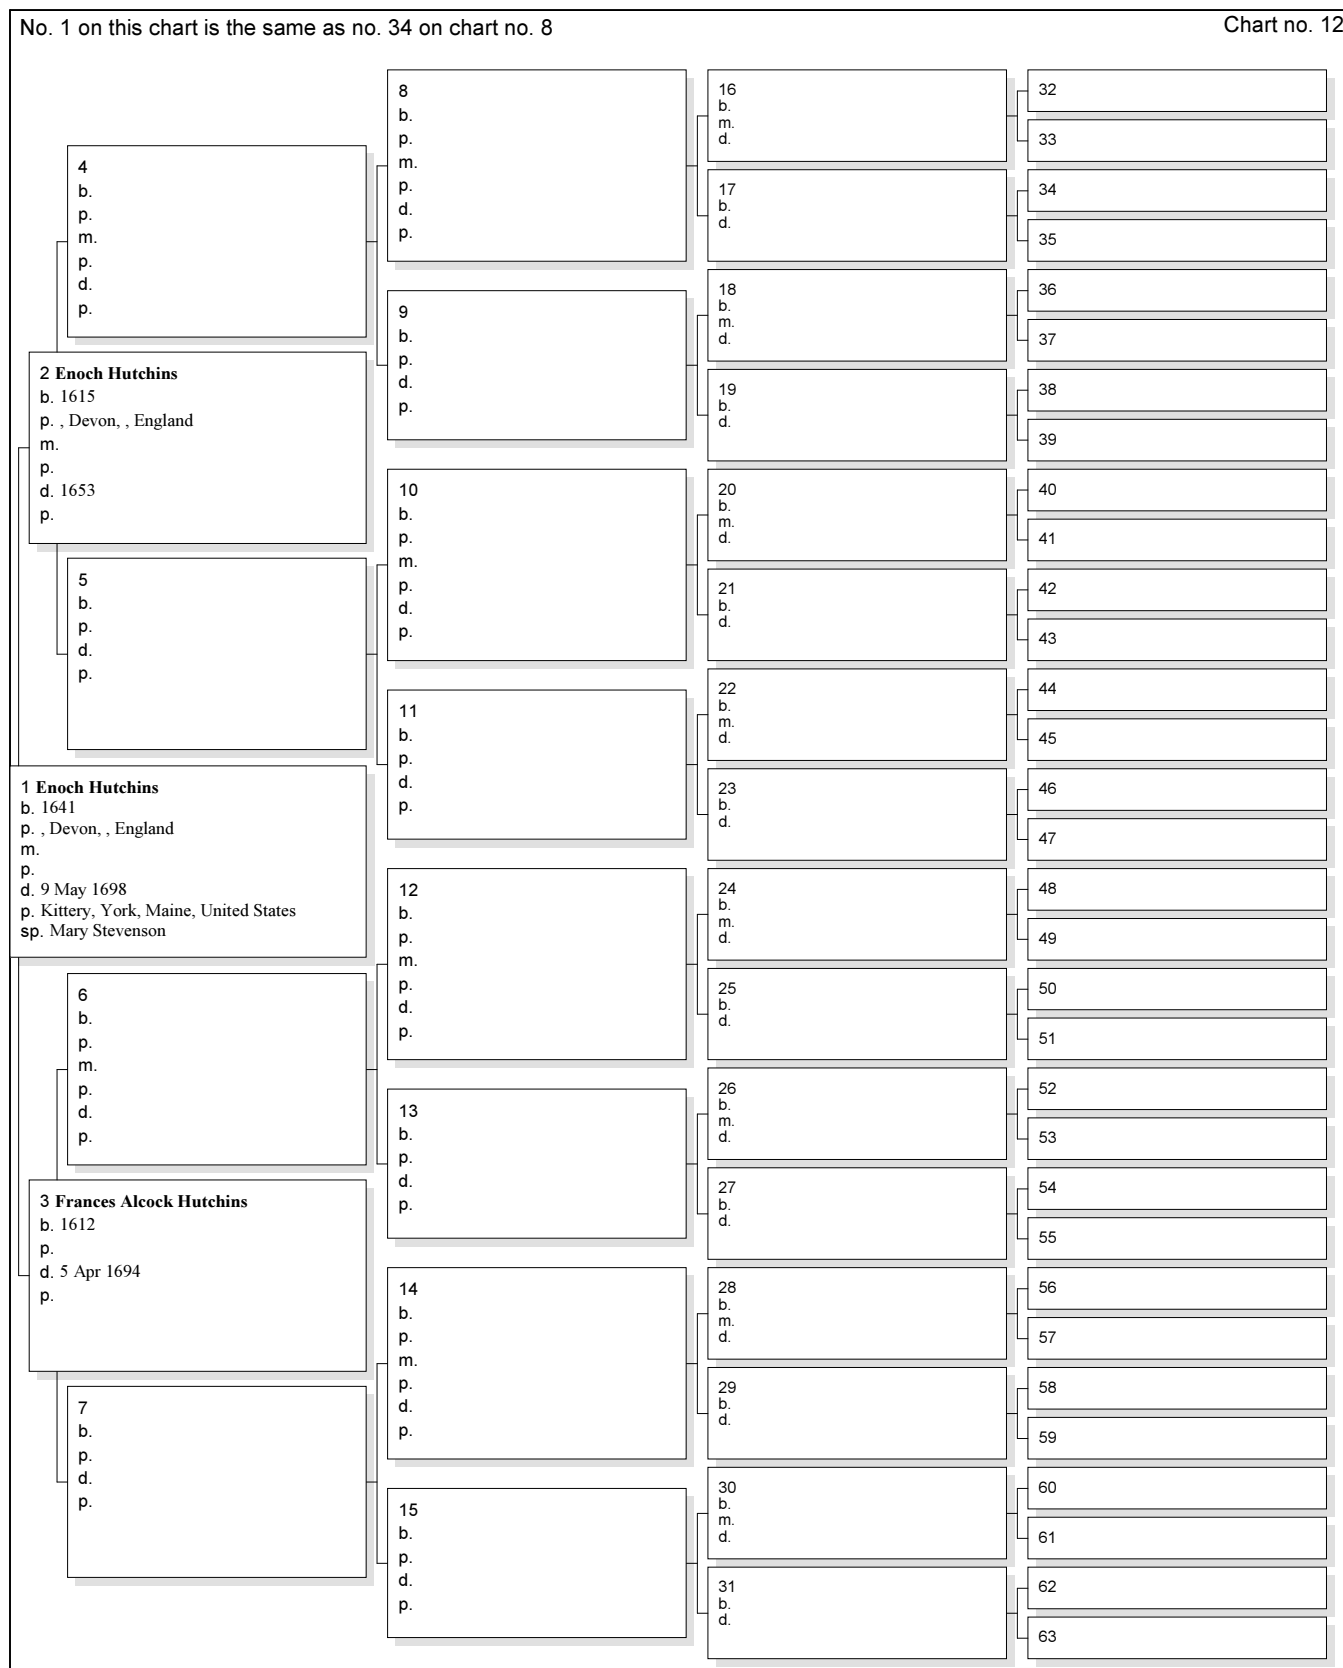 No. 1 on this chart is the same as no. 34 on chart no. 8
Chart no. 12
4
b.
p.
m.
p.
d.
p.
2 Enoch Hutchins
b. 1615
p. , Devon, , England
m.
p.
d. 1653
p.
5
b.
p.
d.
p.
1 Enoch Hutchins
b. 1641
p. , Devon, , England
m.
p.
d. 9 May 1698
p. Kittery, York, Maine, United States
sp. Mary Stevenson
6
b.
p.
m.
p.
d.
p.
3 Frances Alcock Hutchins
b. 1612
p.
d. 5 Apr 1694
p.
7
b.
p.
d.
p.
8
b.
p.
m.
p.
d.
p.
9
b.
p.
d.
p.
10
b.
p.
m.
p.
d.
p.
11
b.
p.
d.
p.
12
b.
p.
m.
p.
d.
p.
13
b.
p.
d.
p.
14
b.
p.
m.
p.
d.
p.
15
b.
p.
d.
p.
16
b.
m.
d.
17
b.
d.
18
b.
m.
d.
19
b.
d.
20
b.
m.
d.
21
b.
d.
22
b.
m.
d.
23
b.
d.
24
b.
m.
d.
25
b.
d.
26
b.
m.
d.
27
b.
d.
28
b.
m.
d.
29
b.
d.
30
b.
m.
d.
31
b.
d.
32
33
34
35
36
37
38
39
40
41
42
43
44
45
46
47
48
49
50
51
52
53
54
55
56
57
58
59
60
61
62
63